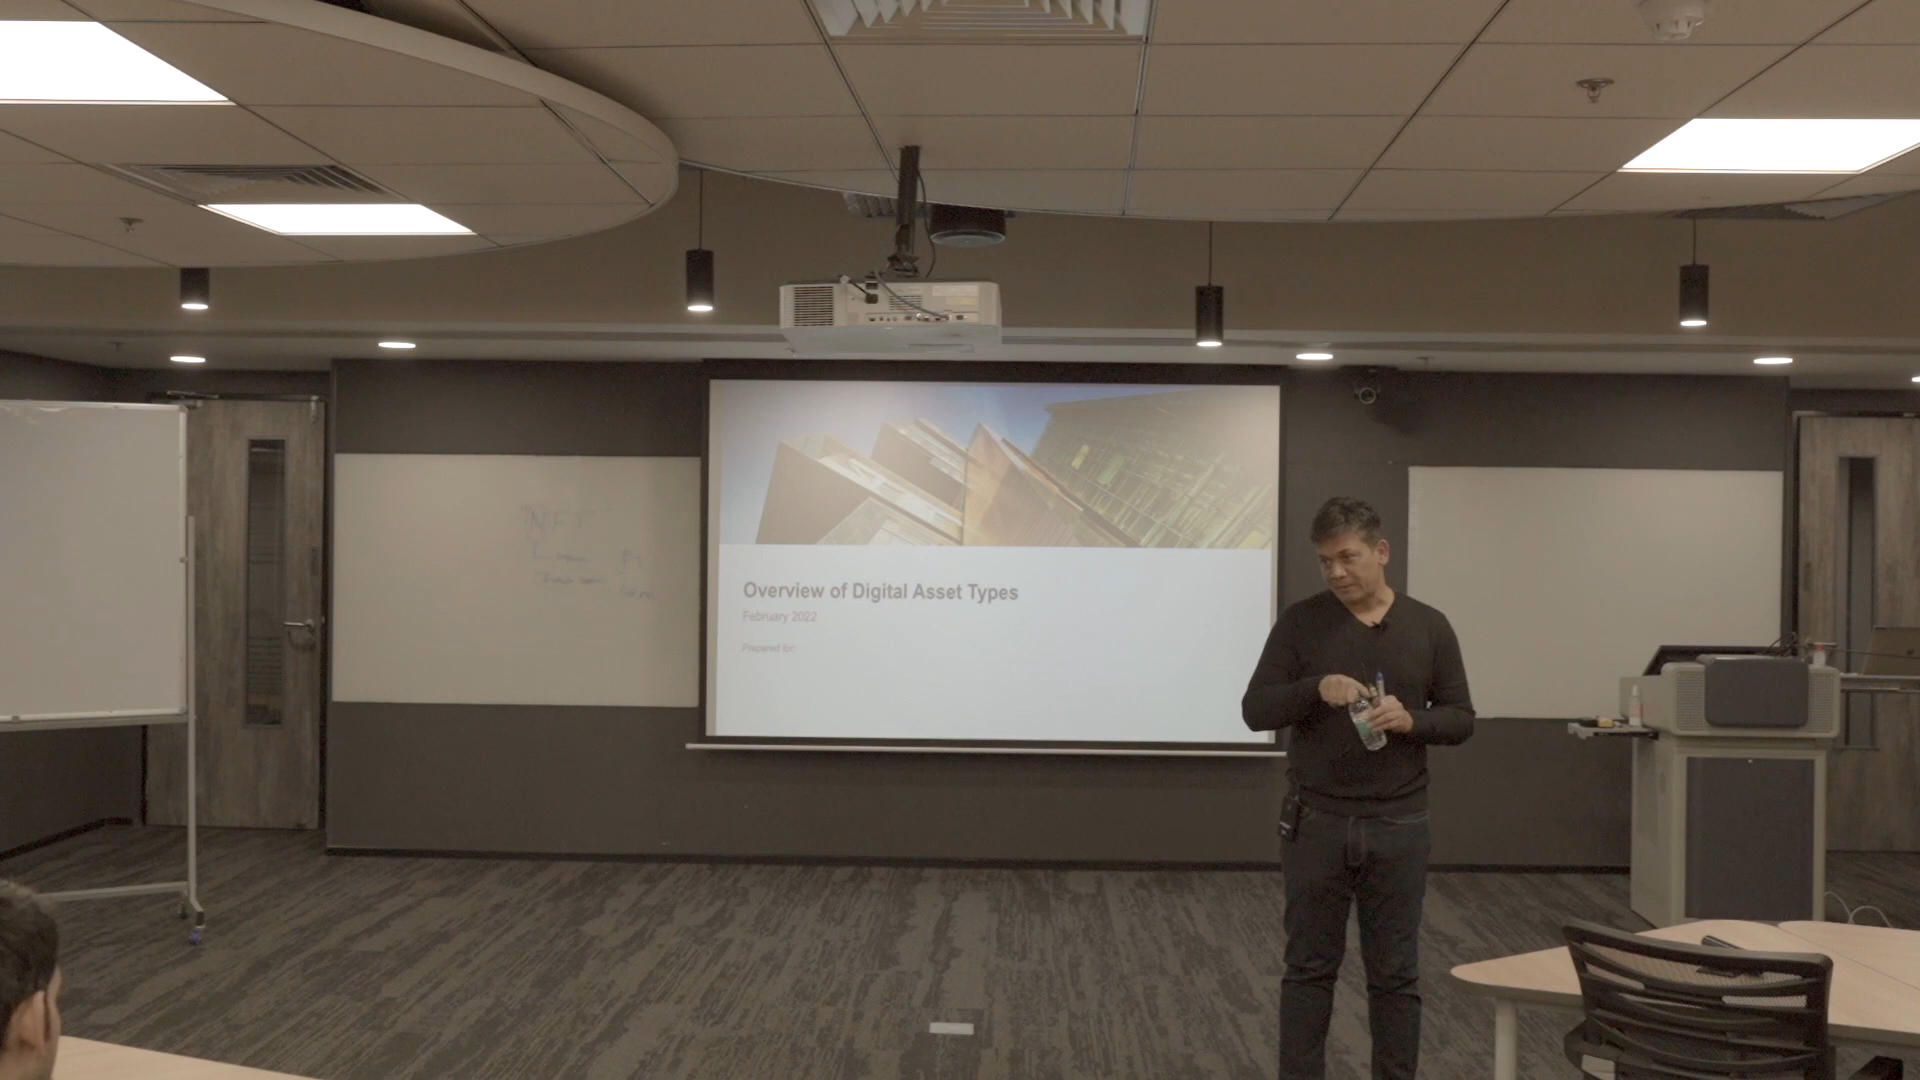 NFT
Overview of Digital Asset Types
February 2022
Prepared for: